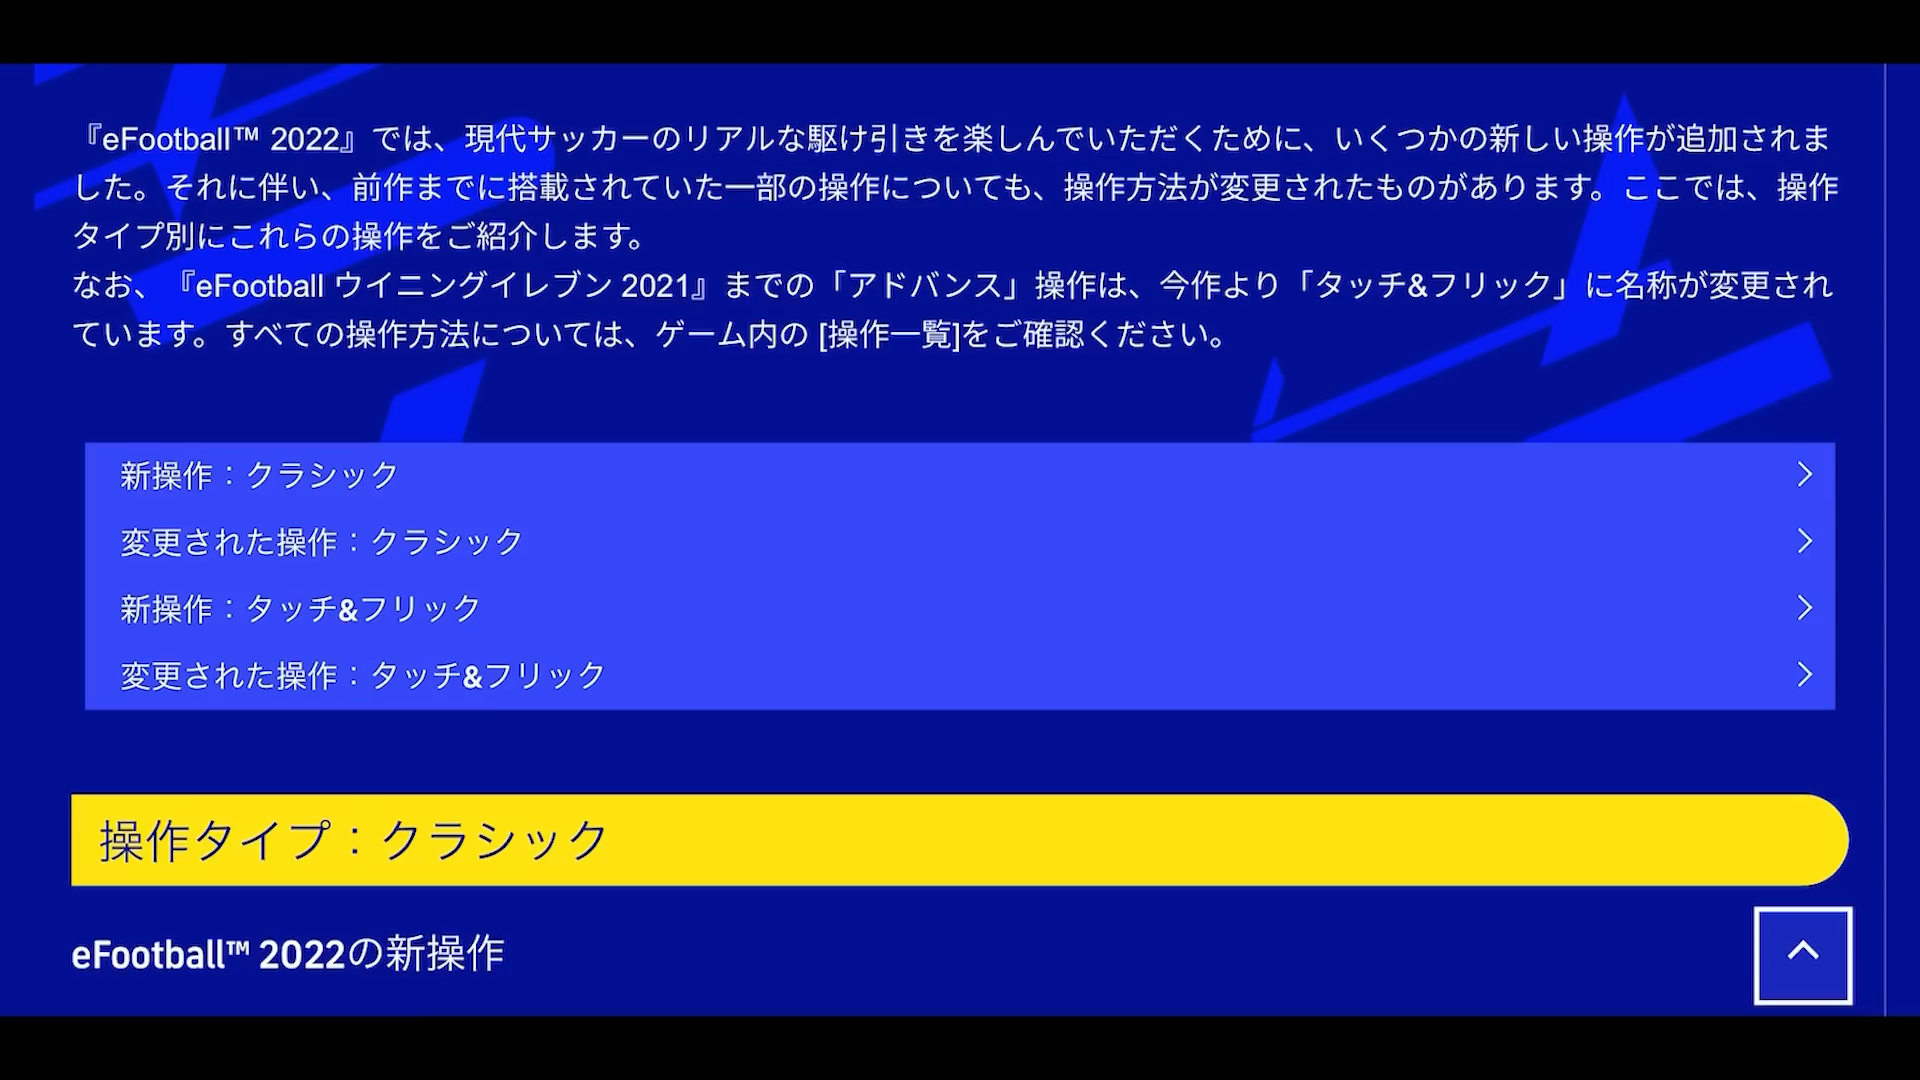 『eFootball™ 2022』では、現代サッカーのリアルな駆け引きを楽しんでいただくために、いくつかの新しい操作が追加されま
した。それに伴い、前作までに搭載されていた一部の操作についても、操作方法が変更されたものがあります。ここでは、操作
タイプ別にこれらの操作をご紹介します。
なお、『eFootball ウイニングイレブン 2021』までの「アドバンス」操作は、今作より「タッチ&フリック」に名称が変更され
ています。すべての操作方法については、ゲーム内の [操作一覧]をご確認ください。
新操作：クラシック
変更された操作：クラシック
新操作：タッチ&フリック
変更された操作：タッチ&フリック
操作タイプ：クラシック
eFootball™ 2022の新操作